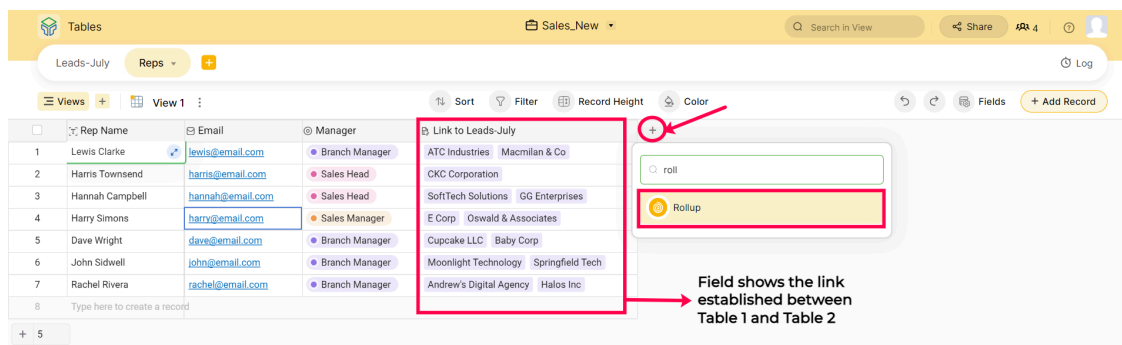 Tables
Sales_New
Search in View
Share
4
Leads-July
Reps
Log
Views
View 1
Sort
Filter
Record Height
Color
Fields
+ Add Record
Rep Name Email Manager Link to Leads-July
1 Lewis Clarke lewis@email.com Branch Manager ATC Industries Macmilan & Co
2 Harris Townsend harris@email.com Sales Head CKC Corporation
3 Hannah Campbell hannah@email.com Sales Head SoftTech Solutions GG Enterprises
4 Harry Simons harry@email.com Sales Manager E Corp Oswald & Associates
5 Dave Wright dave@email.com Branch Manager Cupcake LLC Baby Corp
6 John Sidwell john@email.com Branch Manager Moonlight Technology Springfield Tech
7 Rachel Rivera rachel@email.com Branch Manager Andrew's Digital Agency Halos Inc
8 Type here to create a record
+ 5
roll
Rollup
Field shows the link
established between
Table 1 and Table 2